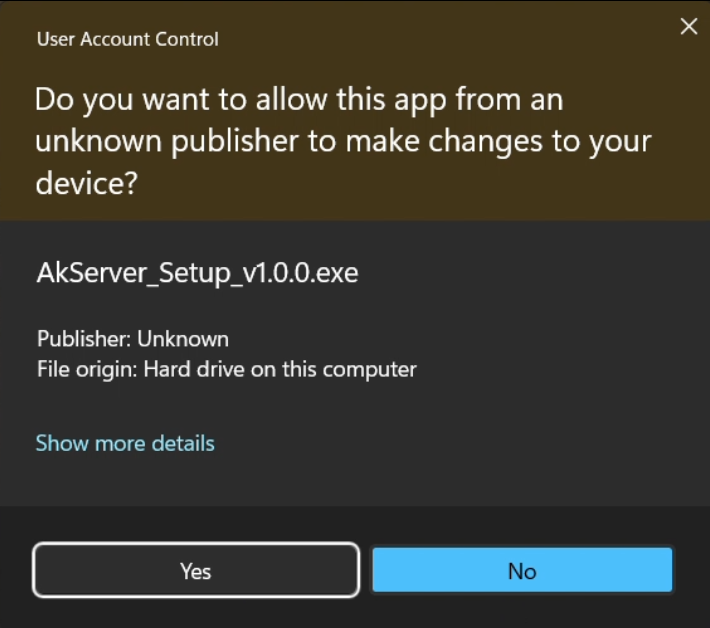 User Account Control
Do you want to allow this app from an
unknown publisher to make changes to your
device?
AkServer_Setup_v1.0.0.exe
Publisher: Unknown
File origin: Hard drive on this computer
Show more details
Yes
No